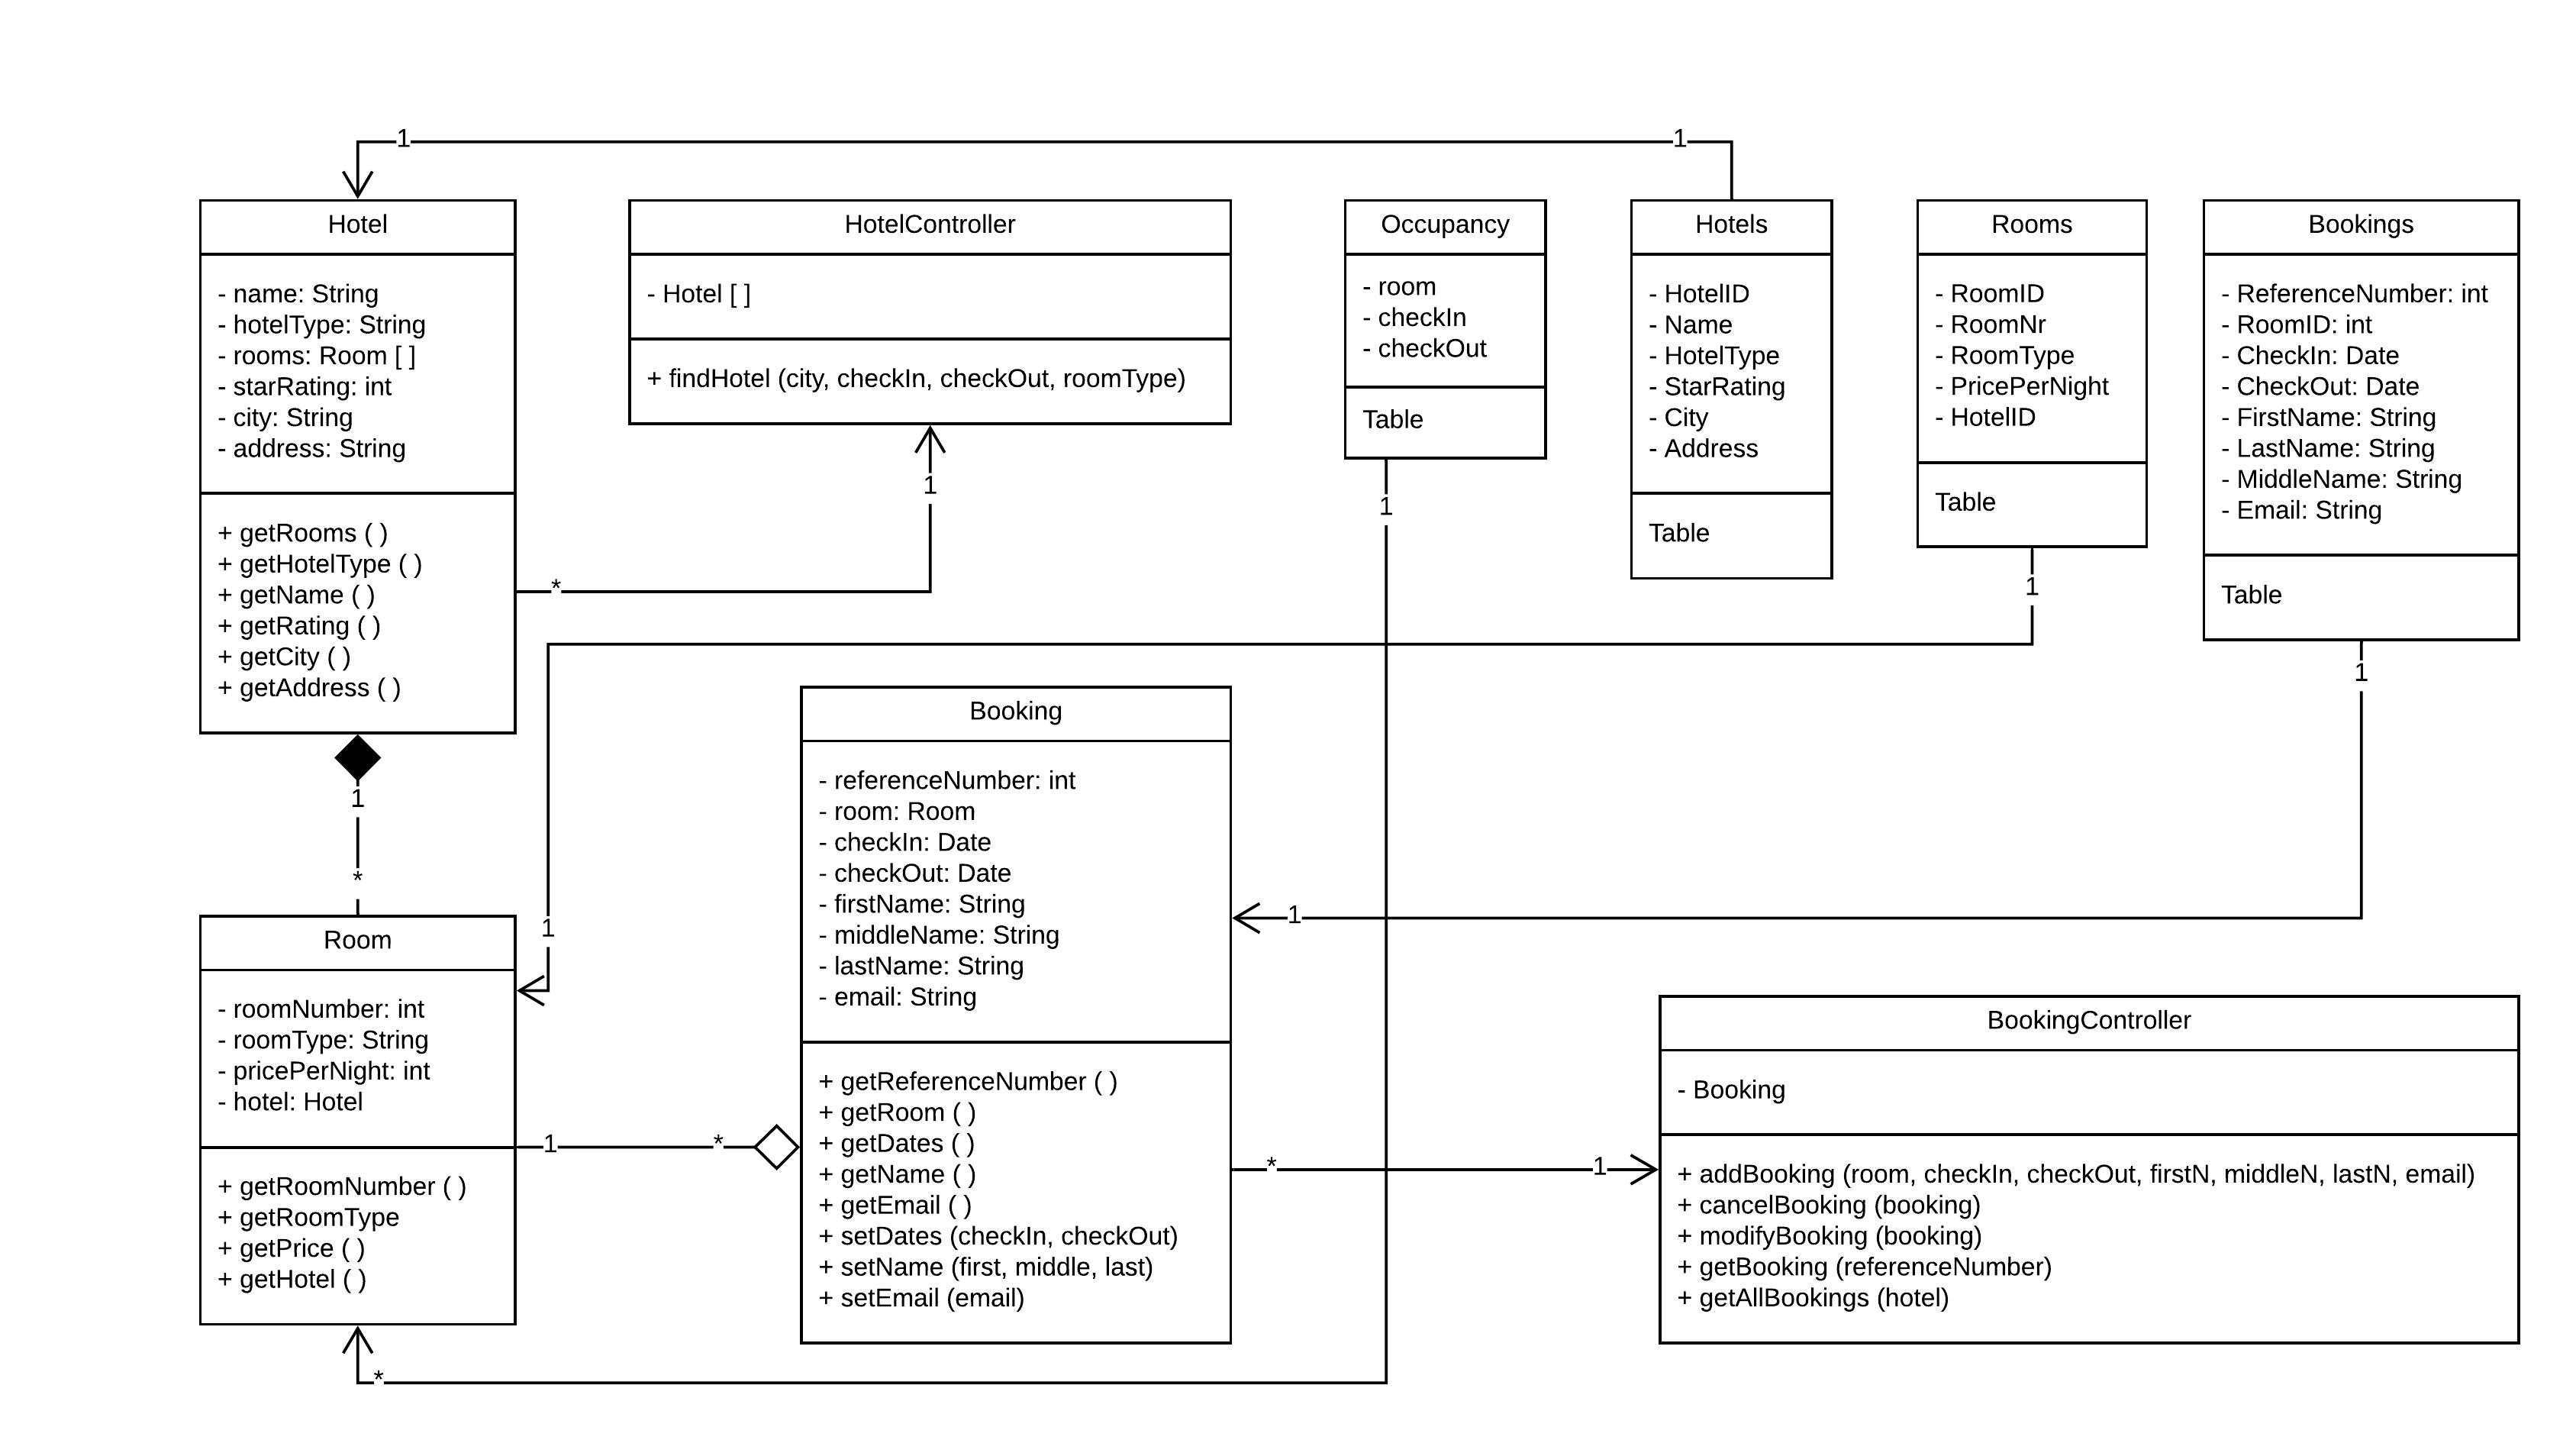 1
1
Hotel
- name: String
- hotelType: String
- rooms: Room [ ]
- starRating: int
- city: String
- address: String
+ getRooms ( )
+ getHotelType ( )
+ getName ( )
+ getRating ( )
+ getCity ( )
+ getAddress ( )
HotelController
- Hotel [ ]
+ findHotel (city, checkIn, checkOut, roomType)
Occupancy
- room
- checkIn
- checkOut
Table
Hotels
- HotelID
- Name
- HotelType
- StarRating
- City
- Address
Table
Rooms
- RoomID
- RoomNr
- RoomType
- PricePerNight
- HotelID
Table
Bookings
- ReferenceNumber: int
- RoomID: int
- CheckIn: Date
- CheckOut: Date
- FirstName: String
- LastName: String
- MiddleName: String
- Email: String
Table
1
1
*
1
1
1
*
1
1
Booking
- referenceNumber: int
- room: Room
- checkIn: Date
- checkOut: Date
- firstName: String
- middleName: String
- lastName: String
- email: String
+ getReferenceNumber ( )
+ getRoom ( )
+ getDates ( )
+ getName ( )
+ getEmail ( )
+ setDates (checkIn, checkOut)
+ setName (first, middle, last)
+ setEmail (email)
Room
- roomNumber: int
- roomType: String
- pricePerNight: int
- hotel: Hotel
+ getRoomNumber ( )
+ getRoomType
+ getPrice ( )
+ getHotel ( )
1
*
*
1
BookingController
- Booking
+ addBooking (room, checkIn, checkOut, firstN, middleN, lastN, email)
+ cancelBooking (booking)
+ modifyBooking (booking)
+ getBooking (referenceNumber)
+ getAllBookings (hotel)
*